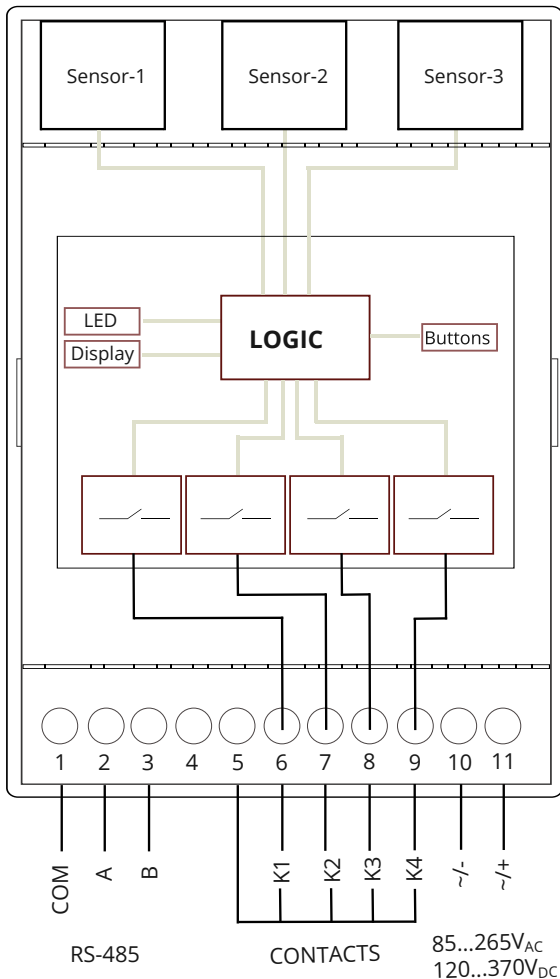 Sensor-1 Sensor-2 Sensor-3
LED
LOGIC
Buttons
Display
1 2 3 4 5 6 7 8 9 10 11
COM A B K1 K2 K3 K4 ~/- ~/+
RS-485 CONTACTS 85...265VAC
120...370VDC